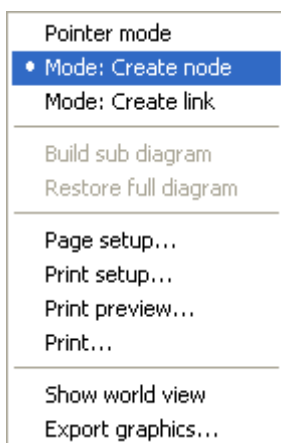 Pointer mode
Mode: Create node
Mode: Create link
Build sub diagram
Restore full diagram
Page setup...
Print setup...
Print preview...
Print...
Show world view
Export graphics...